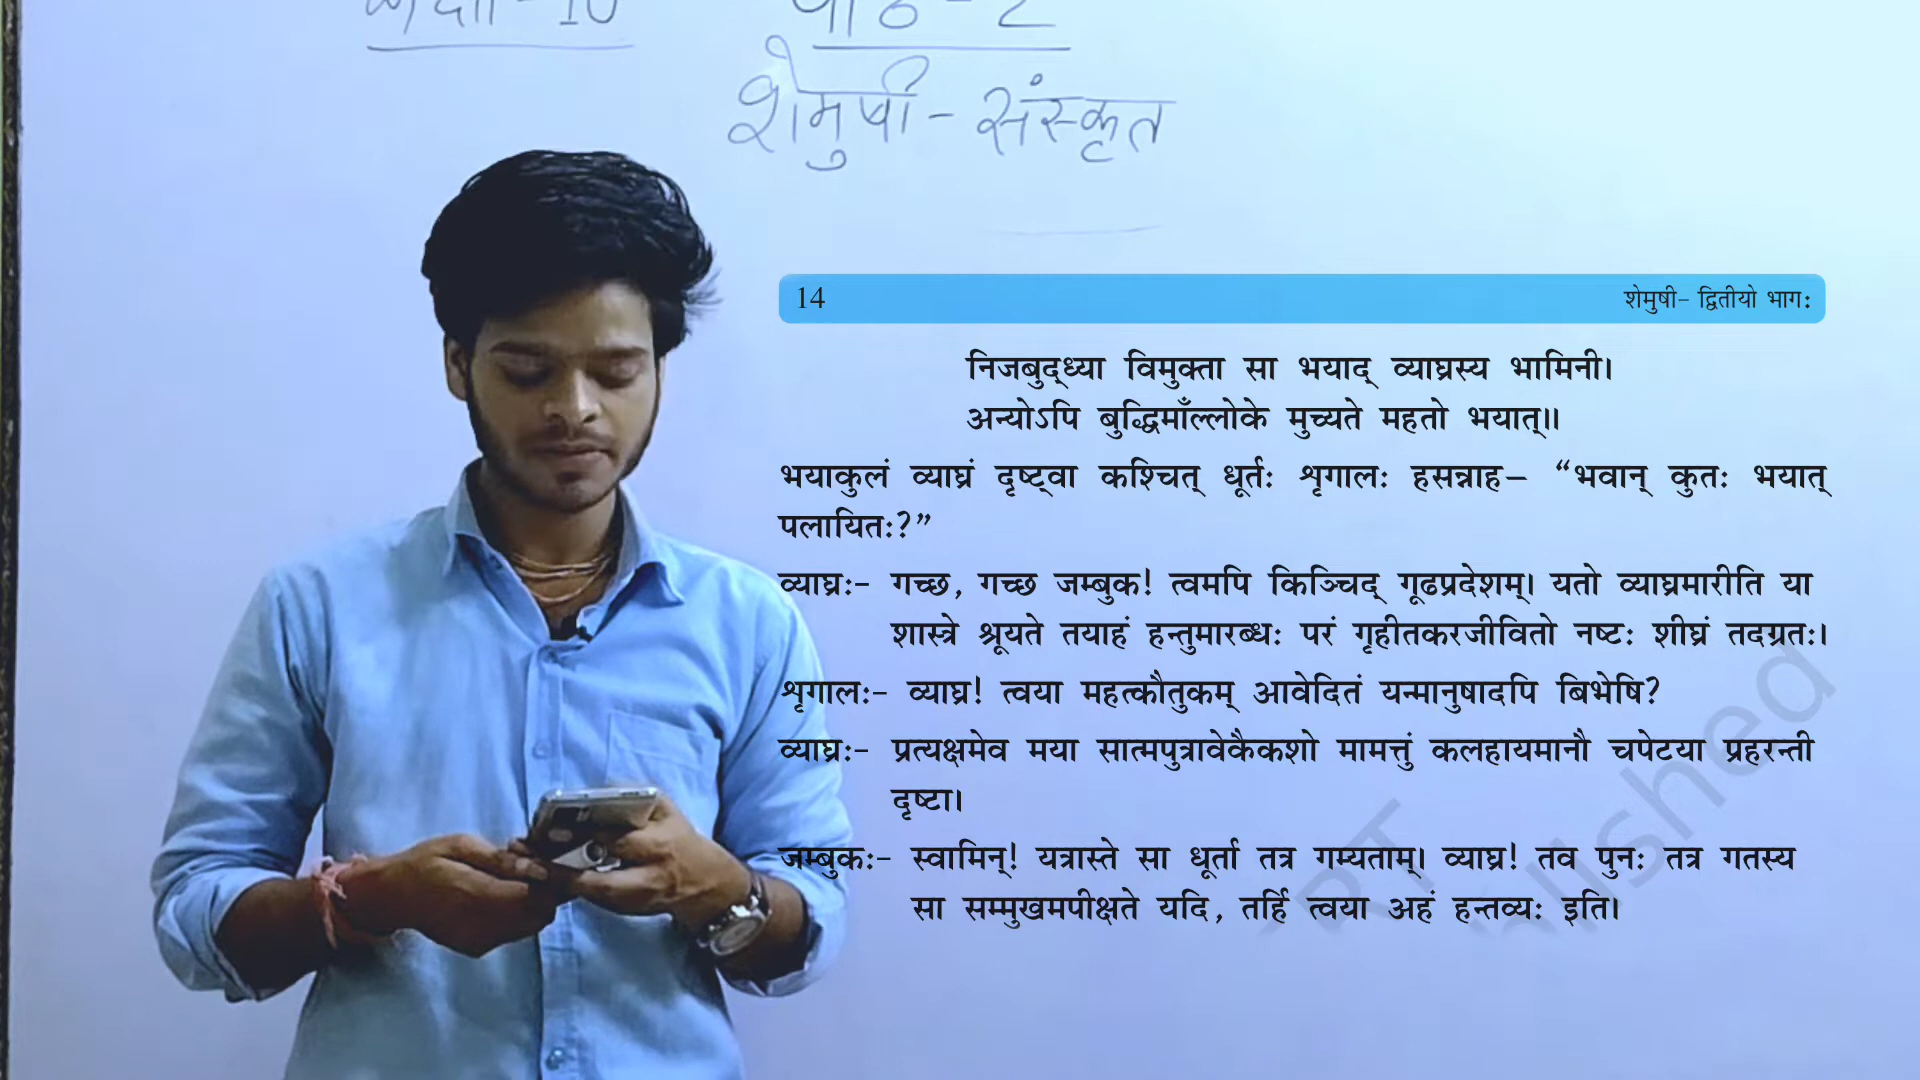 कक्षा - 10 पाठ - 2
शेमुषी - संस्कृत
14 शेमुषी- द्वितीयो भागः
निजबुद्ध्या विमुक्ता सा भयाद् व्याघ्रस्य भामिनी।
अन्योऽपि बुद्धिमाँल्लोके मुच्यते महतो भयात्॥
भयाकुलं व्याघ्रं दृष्ट्वा कश्चित् धूर्तः शृगालः हसन्नाह– “भवान् कुतः भयात्
पलायितः?”
व्याघ्रः- गच्छ, गच्छ जम्बुक! त्वमपि किञ्चिद् गूढप्रदेशम्। यतो व्याघ्रमारीति या
शास्त्रे श्रूयते तयाहं हन्तुमारब्धः परं गृहीतकरजीवितो नष्टः शीघ्रं तदग्रतः।
शृगालः- व्याघ्र! त्वया महत्कौतुकम् आवेदितं यन्मानुषादपि बिभेषि?
व्याघ्रः- प्रत्यक्षमेव मया सात्मपुत्रावेकैकशो मामत्तुं कलहायमानौ चपेटया प्रहरन्ती
दृष्टा।
जम्बुकः- स्वामिन्! यत्रास्ते सा धूर्ता तत्र गम्यताम्। व्याघ्र! तव पुनः तत्र गतस्य
सा सम्मुखमपीक्षते यदि, तर्हि त्वया अहं हन्तव्यः इति।